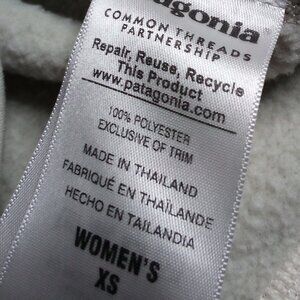 patagonia
COMMON THREADS
PARTNERSHIP
Repair, Reuse, Recycle
This Product
www.patagonia.com
100% POLYESTER
EXCLUSIVE OF TRIM
MADE IN THAILAND
FABRIQUÉ EN THAÏLANDE
HECHO EN TAILANDIA
WOMEN'S
XS